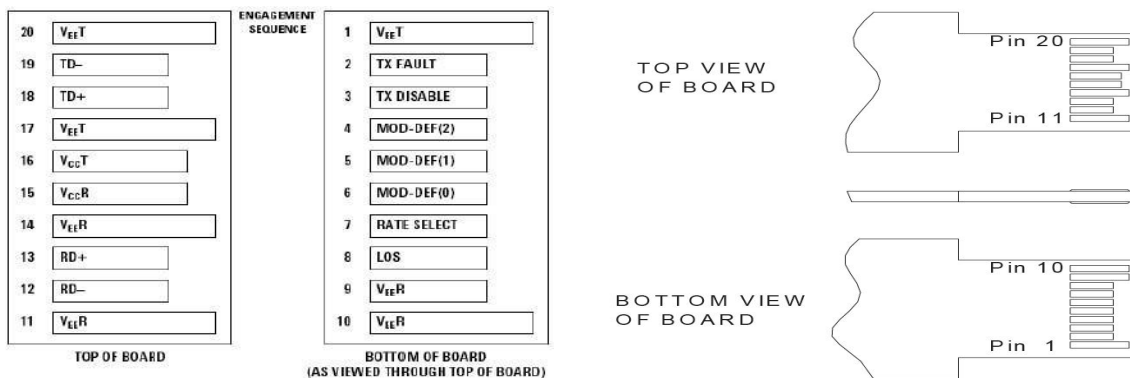 ENGAGEMENT
SEQUENCE
20 VEET
19 TD–
18 TD+
17 VEET
16 VCCT
15 VCCR
14 VEER
13 RD+
12 RD–
11 VEER
TOP OF BOARD
1 VEET
2 TX FAULT
3 TX DISABLE
4 MOD-DEF(2)
5 MOD-DEF(1)
6 MOD-DEF(0)
7 RATE SELECT
8 LOS
9 VEER
10 VEER
BOTTOM OF BOARD
(AS VIEWED THROUGH TOP OF BOARD)
TOP VIEW
OF BOARD
Pin 20
Pin 11
BOTTOM VIEW
OF BOARD
Pin 10
Pin 1